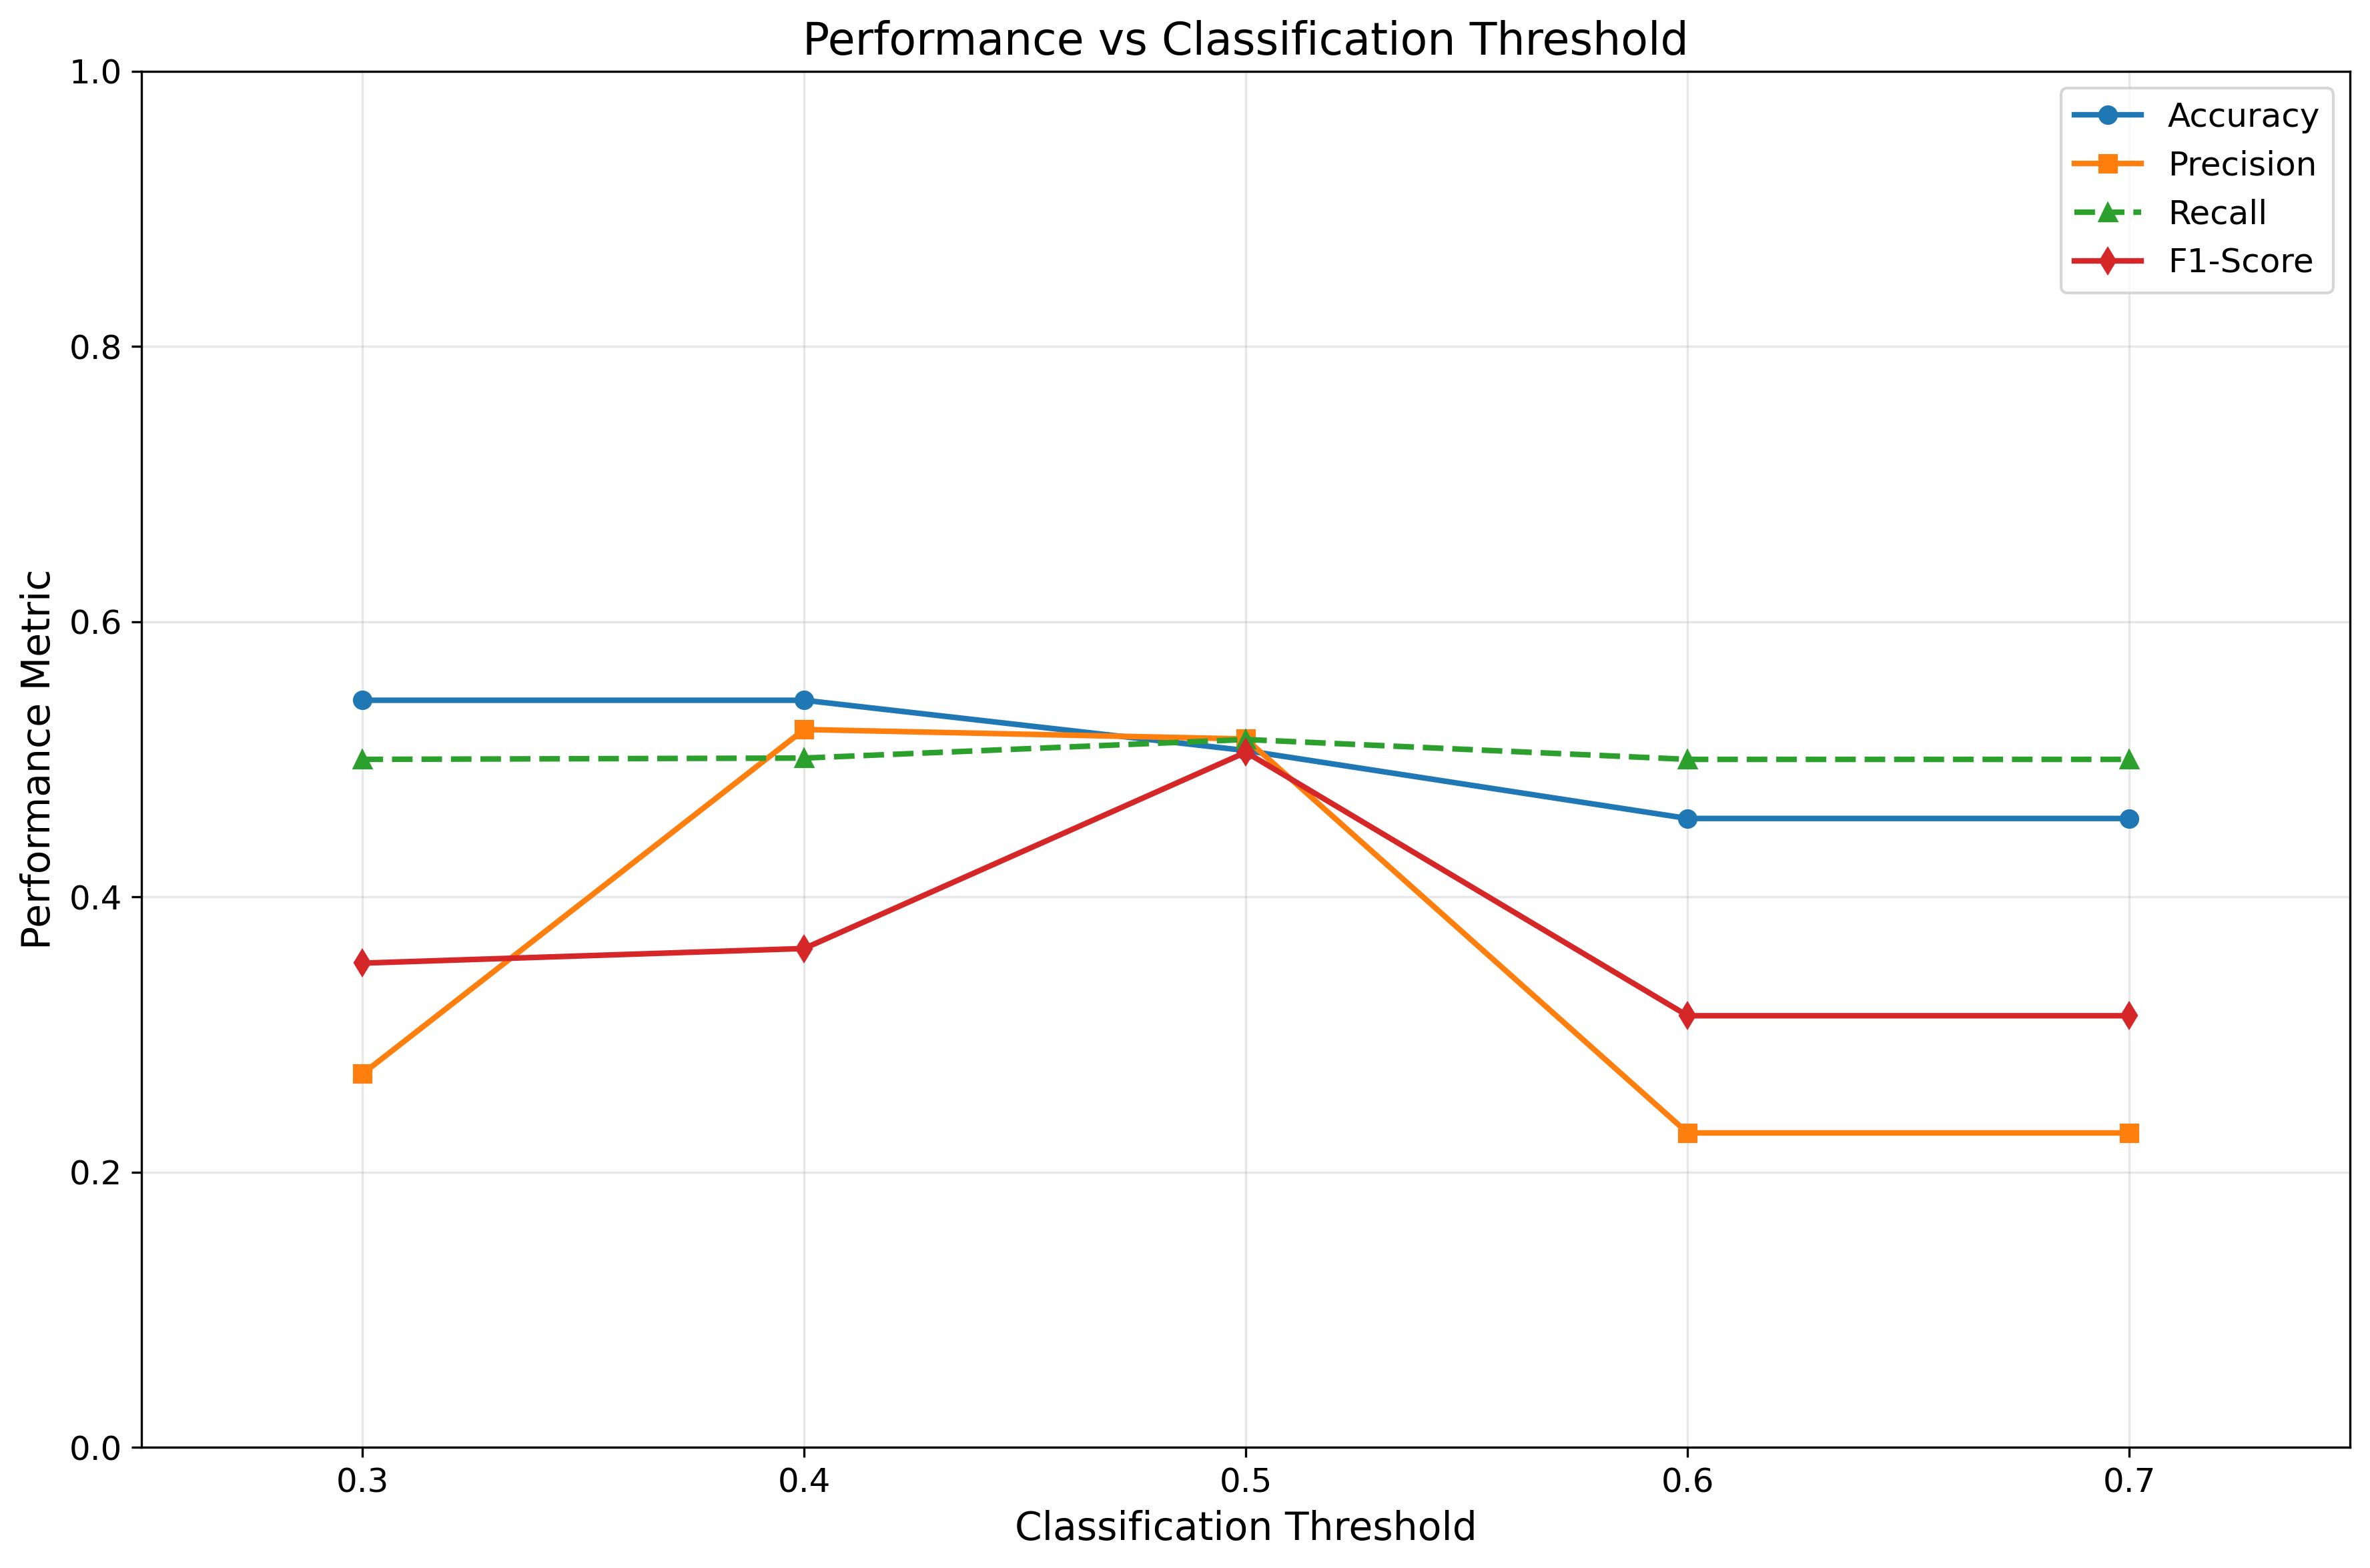 Performance vs Classification Threshold
1.0
0.8
0.6
0.4
0.2
0.0
Performance Metric
Accuracy
Precision
Recall
F1-Score
0.3
0.4
0.5
0.6
0.7
Classification Threshold